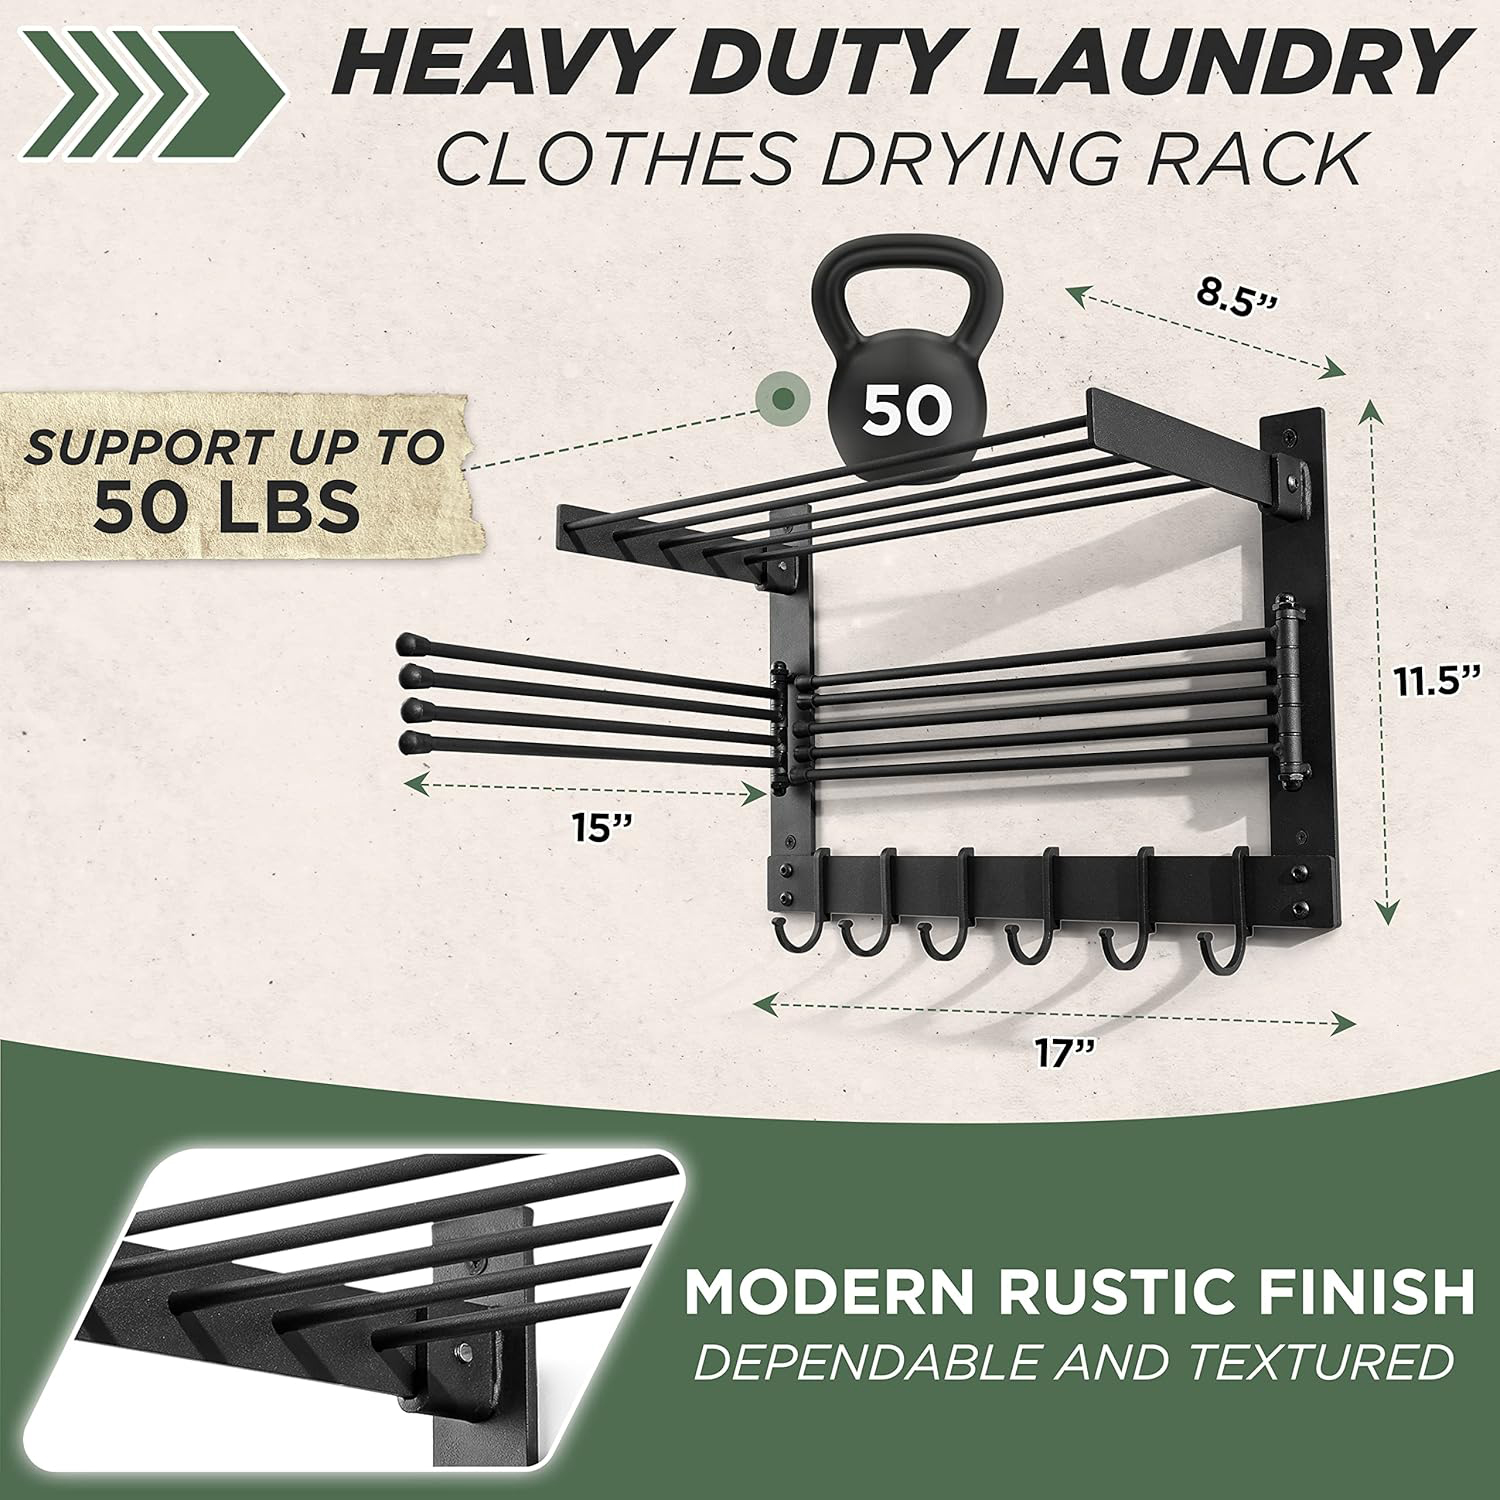 HEAVY DUTY LAUNDRY
CLOTHES DRYING RACK
8.5”
50
SUPPORT UP TO
50 LBS
11.5”
15”
17”
MODERN RUSTIC FINISH
DEPENDABLE AND TEXTURED